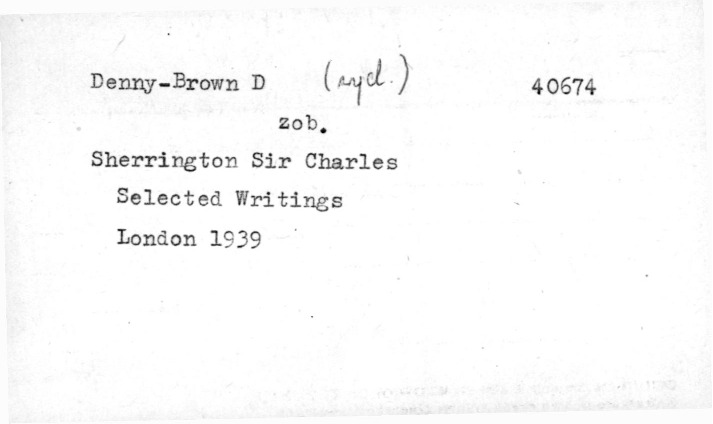 Denny-Brown D (wyd.) 40674
zob.
Sherrington Sir Charles
Selected Writings
London 1939